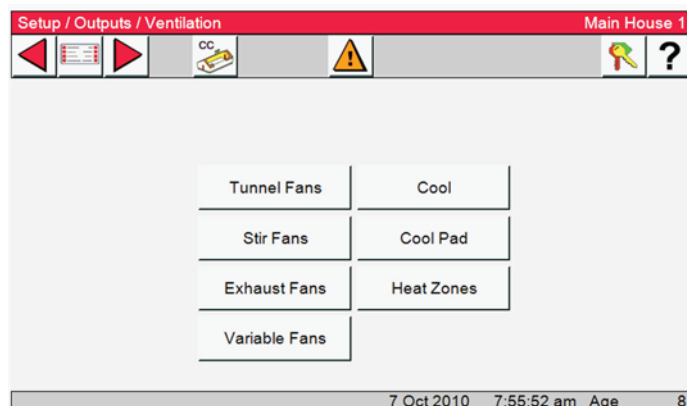 Setup / Outputs / Ventilation Main House 1
CC ?
Tunnel Fans Cool
Stir Fans Cool Pad
Exhaust Fans Heat Zones
Variable Fans
7 Oct 2010 7:55:52 am Age 8